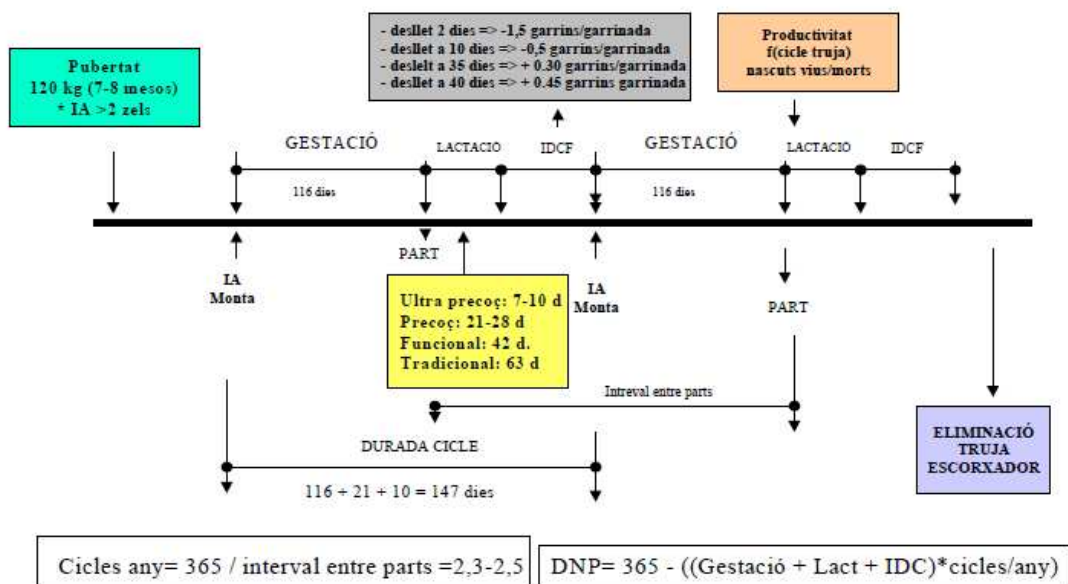 - desllet 2 dies => -1,5 garrins/garrinada
- desllet a 10 dies => -0,5 garrins/garrinada
- deslelt a 35 dies => + 0.30 garrins/garrinada
- desllet a 40 dies => + 0.45 garrins garrinada
Productivitat
f(cicle truja)
nascuts vius/morts
Pubertat
120 kg (7-8 mesos)
* IA >2 zels
GESTACIÓ
LACTACIO
IDCF
GESTACIÓ
LACTACIÓ
IDCF
116 dies
116 dies
IA
Monta
PART
IA
Monta
PART
Ultra precoç: 7-10 d
Precoç: 21-28 d
Funcional: 42 d.
Tradicional: 63 d
Intreval entre parts
ELIMINACIÓ
TRUJA
ESCORXADOR
DURADA CICLE
116 + 21 + 10 = 147 dies
Cicles any= 365 / interval entre parts =2,3-2,5
DNP= 365 - ((Gestació + Lact + IDC)*cicles/any)